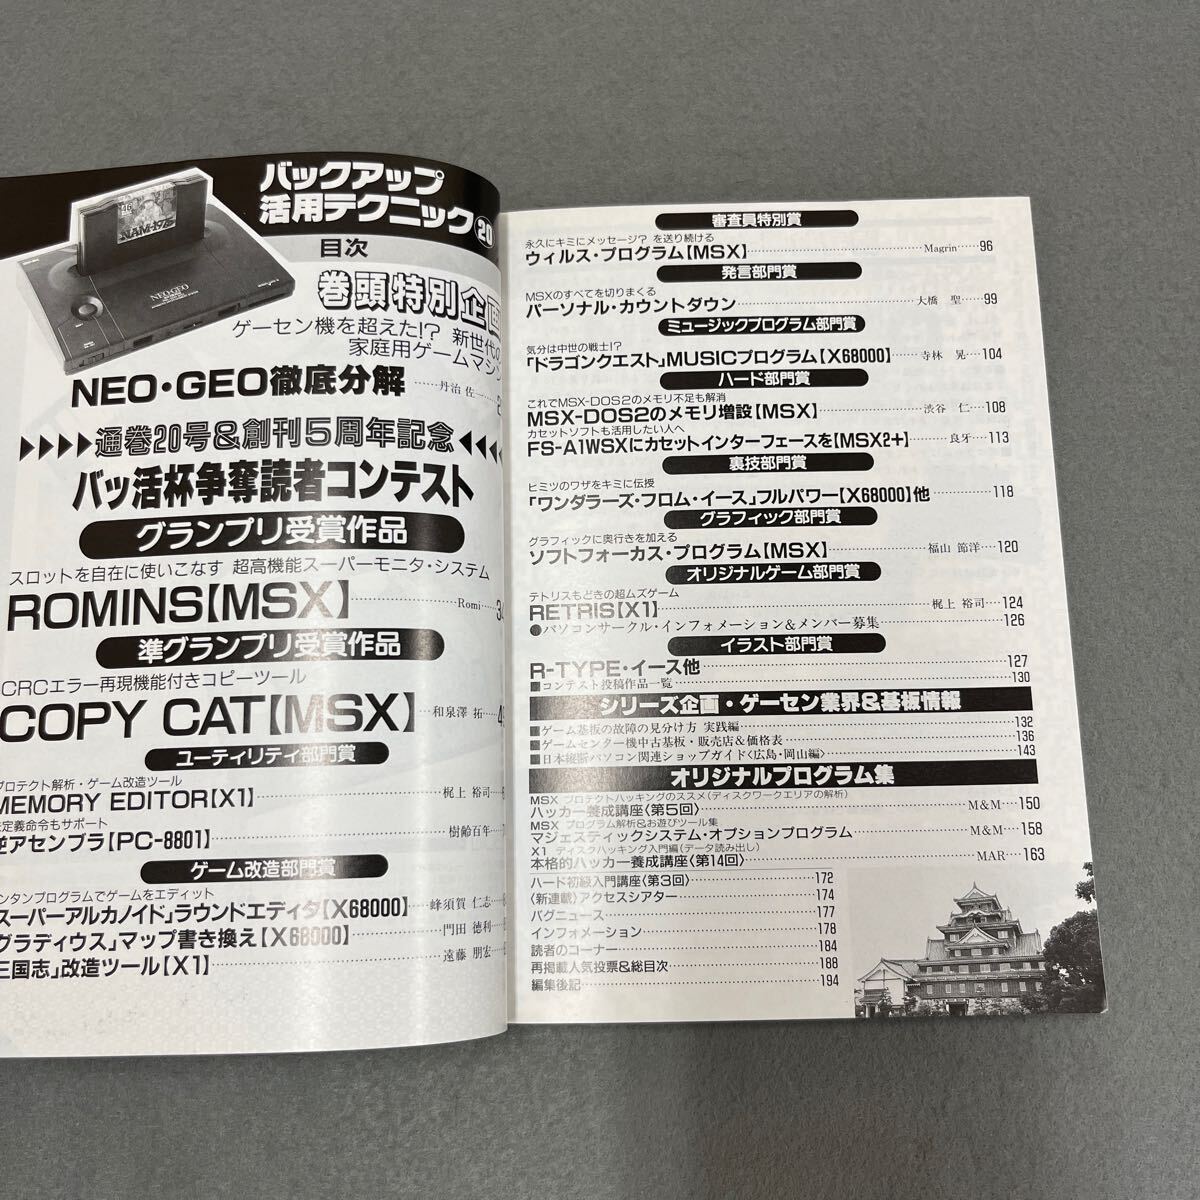 バックアップ
活用テクニック⑳
目次
NAM-1975
NEO・GEO
巻頭特別企画
ゲーセン機を超えた!? 新世代の
家庭用ゲームマシン
NEO・GEO徹底分解 丹治 佐一 2
通巻20号&創刊5周年記念
バッ活杯争奪読者コンテスト
グランプリ受賞作品
スロットを自在に使いこなす 超高機能スーパーモニタ・システム
ROMINS【MSX】 Romi 3
準グランプリ受賞作品
CRCエラー再現機能付きコピーツール
COPY CAT【MSX】 和泉澤 拓 4
ユーティリティ部門賞
プロテクト解析・ゲーム改造ツール
MEMORY EDITOR【X1】 梶上 裕司
定義命令もサポート
逆アセンブラ【PC-8801】 樹齢百年
ゲーム改造部門賞
ンタンプログラムでゲームをエディット
スーパーアルカノイド」ラウンドエディタ【X68000】 峰須賀 仁志
グラディウス」マップ書き換え【X68000】 門田 徳利
三国志」改造ツール【X1】 遠藤 朋宏
審査員特別賞
永久にキミにメッセージ? を送り続ける
ウィルス・プログラム【MSX】 Magrin 96
発言部門賞
MSXのすべてを切りまくる
パーソナル・カウントダウン 大橋 聖 99
ミュージックプログラム部門賞
気分は中世の戦士!?
「ドラゴンクエスト」MUSICプログラム【X68000】 寺林 晃 104
ハード部門賞
これでMSX-DOS2のメモリ不足も解消
MSX-DOS2のメモリ増設【MSX】 渋谷 仁 108
カセットソフトも活用したい人へ
FS-A1WSXにカセットインターフェースを【MSX2+】 良牙 113
裏技部門賞
ヒミツのワザをキミに伝授
「ワンダラーズ・フロム・イース」フルパワー【X68000】他 118
グラフィック部門賞
グラフィックに奥行きを加える
ソフトフォーカス・プログラム【MSX】 福山 節洋 120
オリジナルゲーム部門賞
テトリスもどきの超ムズゲーム
RETRIS【X1】 梶上 裕司 124
●パソコンサークル・インフォメーション&メンバー募集 126
イラスト部門賞
R-TYPE・イース他 127
■コンテスト投稿作品一覧 130
シリーズ企画・ゲーセン業界&基板情報
■ゲーム基板の故障の見分け方 実践編 132
■ゲームセンター機中古基板・販売店&価格表 136
■日本縦断パソコン関連ショップガイド〈広島・岡山編〉 143
オリジナルプログラム集
MSX プロテクトハッキングのススメ(ディスクワークエリアの解析)
ハッカー養成講座〈第5回〉 M&M 150
MSX プログラム解析&お遊びツール集
マジェスティックシステム・オプションプログラム M&M 158
X1 ディスクハッキング入門編(データ読み出し)
本格的ハッカー養成講座〈第14回〉 MAR 163
ハード初級入門講座〈第3回〉 172
〈新連載〉アクセスシアター 174
バグニュース 177
インフォメーション 178
読者のコーナー 184
再掲載人気投票&総目次 188
編集後記 194